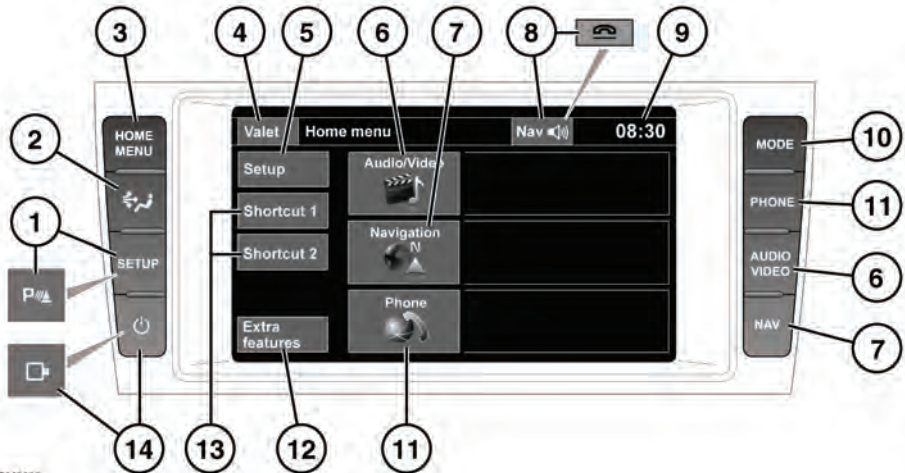 3
4
5
6
7
8
9
2
1
HOME
MENU
SETUP
P
Valet
Home menu
Nav
08:30
Setup
Shortcut 1
Shortcut 2
Extra
features
Audio/Video
Navigation
N
Phone
MODE
PHONE
AUDIO
VIDEO
NAV
10
11
6
7
14
13
12
11